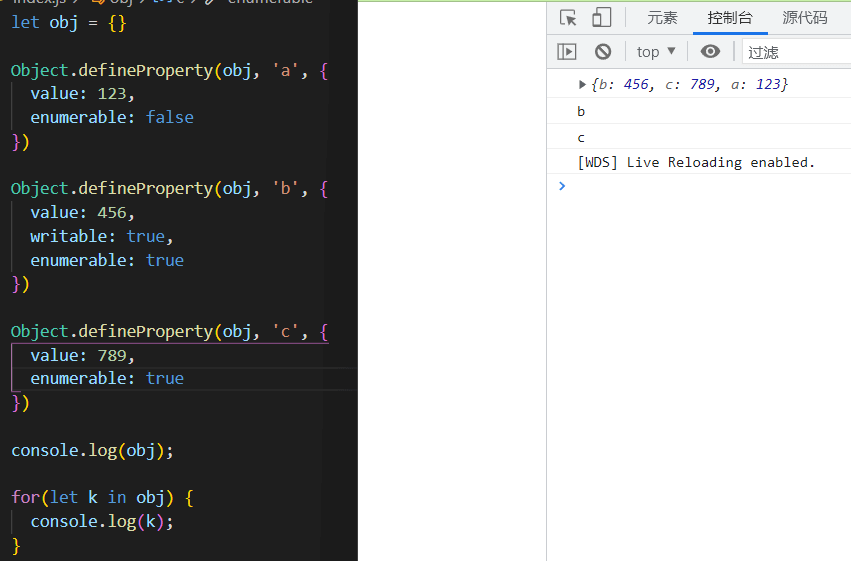 index.js > obj > c > enumerable
let obj = {}
Object.defineProperty(obj, 'a', {
value: 123,
enumerable: false
})
Object.defineProperty(obj, 'b', {
value: 456,
writable: true,
enumerable: true
})
Object.defineProperty(obj, 'c', {
value: 789,
enumerable: true
})
console.log(obj);
for(let k in obj) {
console.log(k);
}
元素 控制台 源代码
top ▼ 过滤
▶ {b: 456, c: 789, a: 123}
b
c
[WDS] Live Reloading enabled.
>